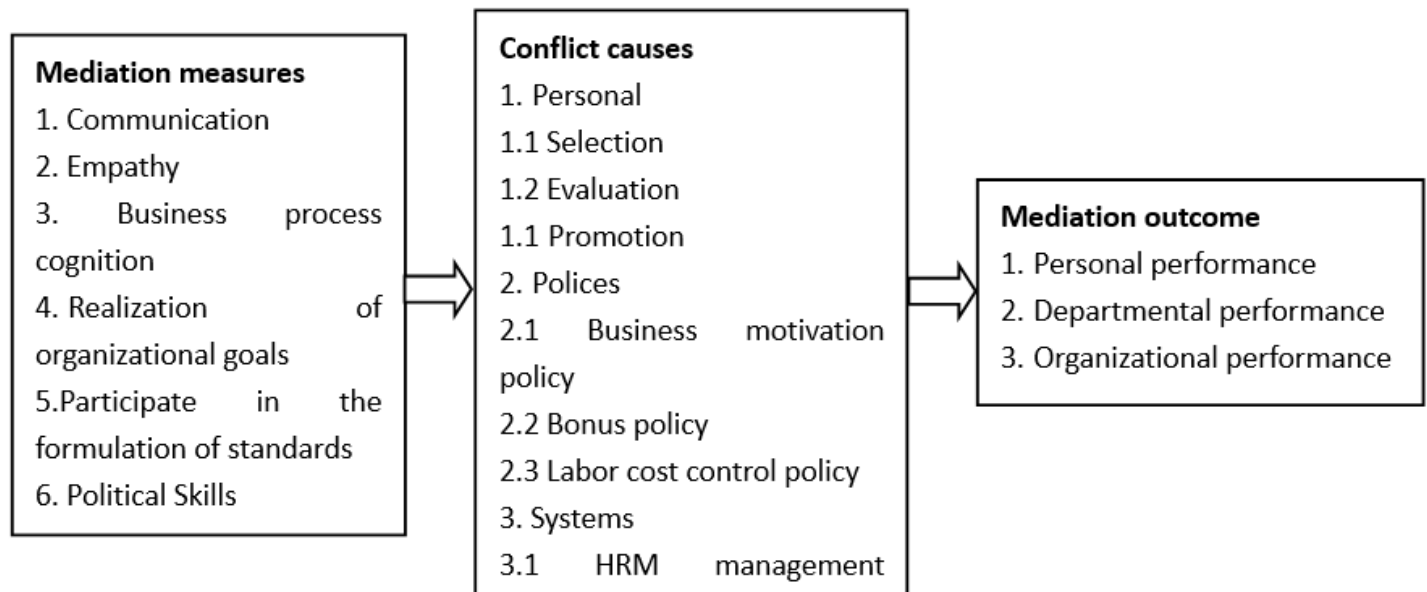 Mediation measures
1. Communication
2. Empathy
3. Business process
cognition
4. Realization of
organizational goals
5.Participate in the
formulation of standards
6. Political Skills
Conflict causes
1. Personal
1.1 Selection
1.2 Evaluation
1.1 Promotion
2. Polices
2.1 Business motivation
policy
2.2 Bonus policy
2.3 Labor cost control policy
3. Systems
3.1 HRM management
Mediation outcome
1. Personal performance
2. Departmental performance
3. Organizational performance